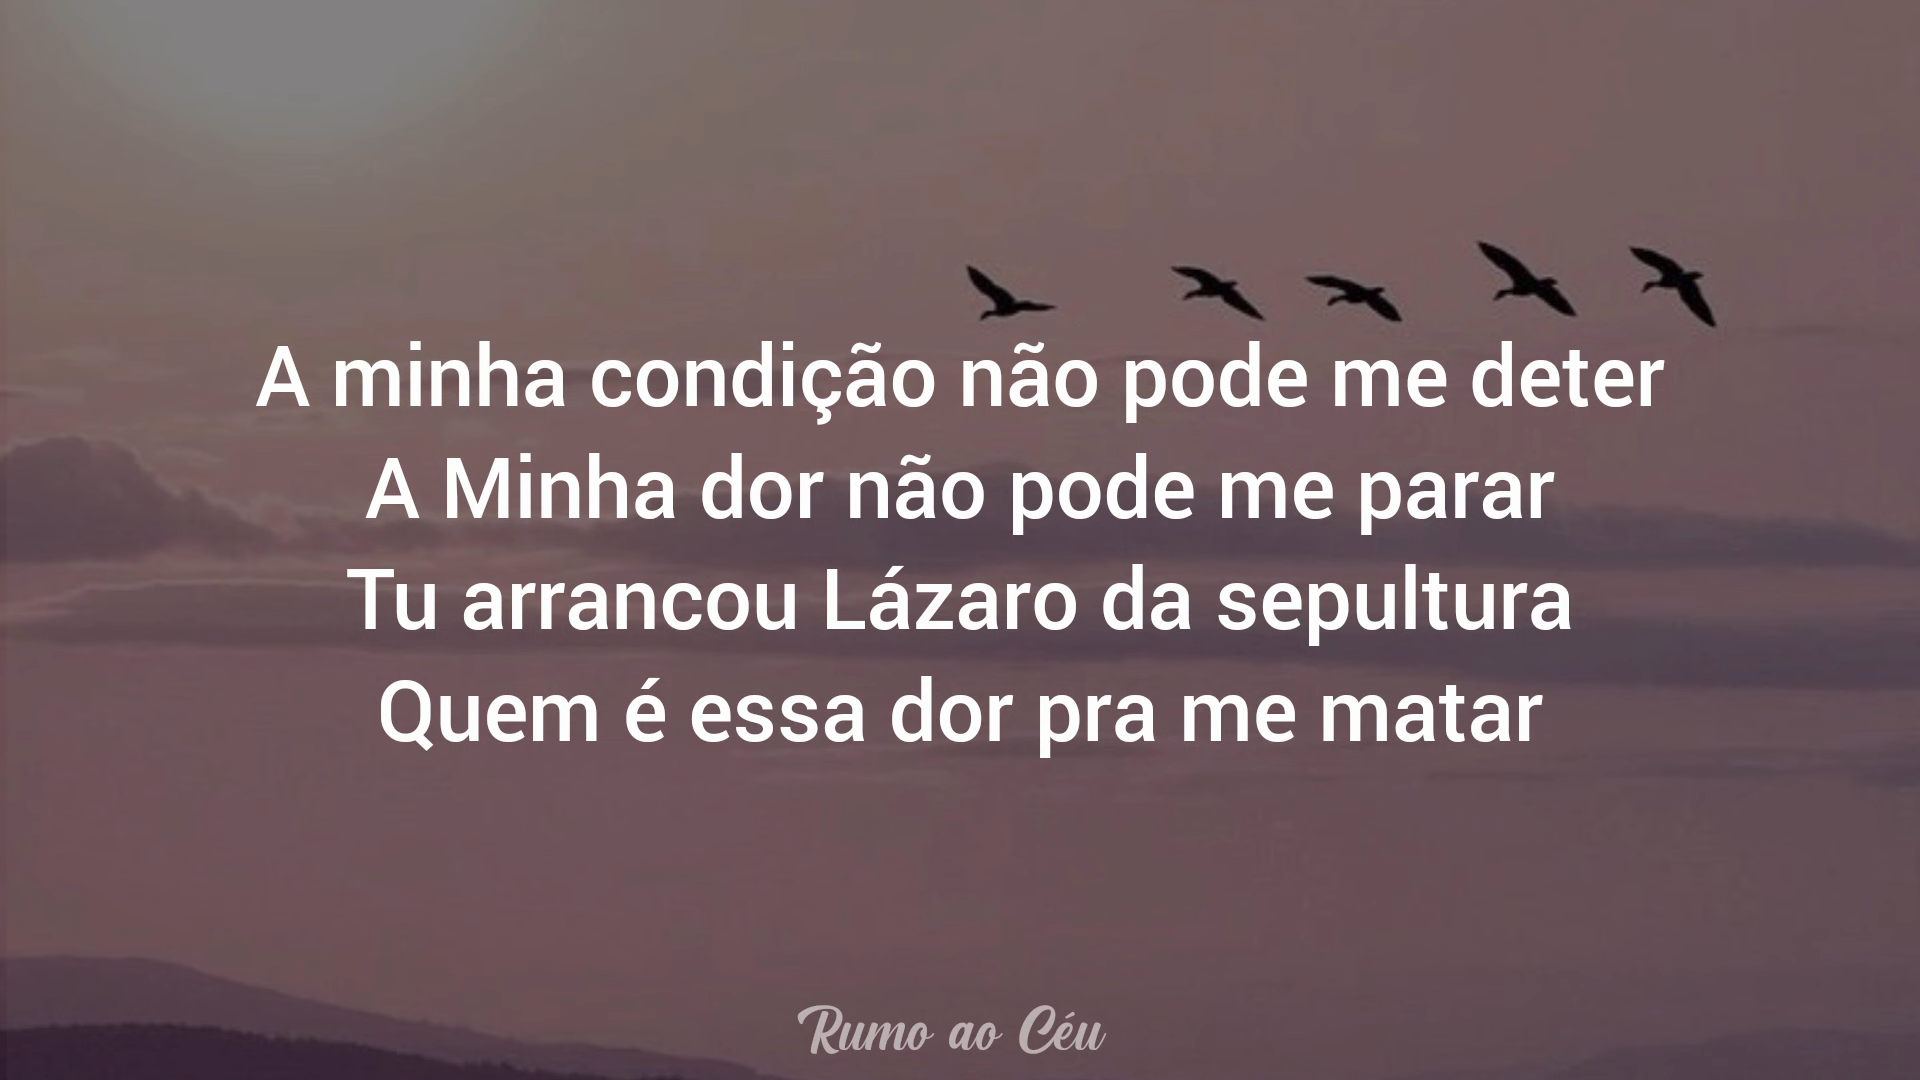 A minha condição não pode me deter
A Minha dor não pode me parar
Tu arrancou Lázaro da sepultura
Quem é essa dor pra me matar
Rumo ao Céu